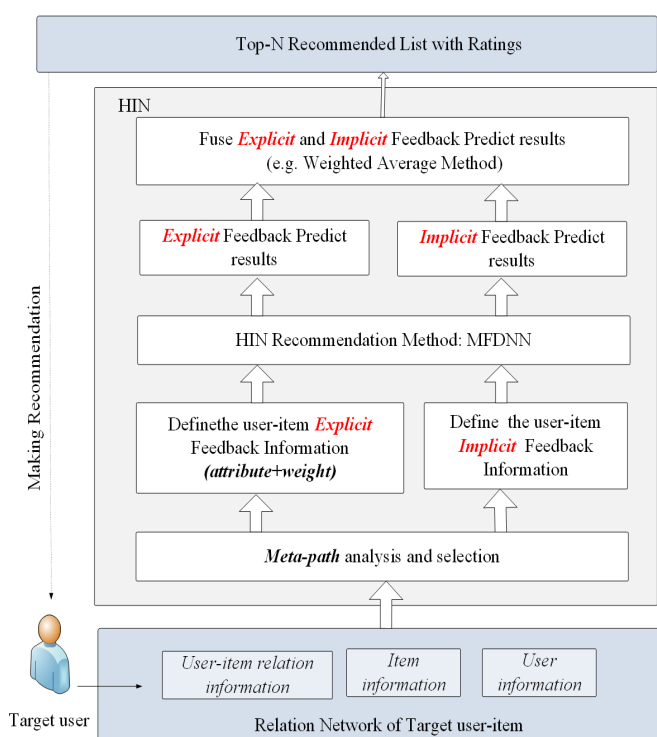 Top-N Recommended List with Ratings
HIN
Fuse Explicit and Implicit Feedback Predict results
(e.g. Weighted Average Method)
Explicit Feedback Predict
results
Implicit Feedback Predict
results
HIN Recommendation Method: MFDNN
Definethe user-item Explicit
Feedback Information
(attribute+weight)
Define the user-item
Implicit Feedback
Information
Meta-path analysis and selection
Making Recommendation
User-item relation
information
Item
information
User
information
Target user
Relation Network of Target user-item